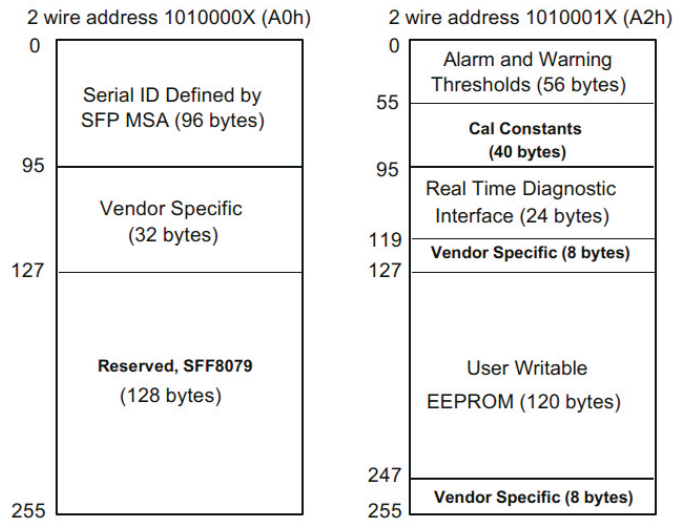 2 wire address 1010000X (A0h)
0
Serial ID Defined by
SFP MSA (96 bytes)
95
Vendor Specific
(32 bytes)
127
Reserved, SFF8079
(128 bytes)
255
2 wire address 1010001X (A2h)
0
Alarm and Warning
Thresholds (56 bytes)
55
Cal Constants
(40 bytes)
95
Real Time Diagnostic
Interface (24 bytes)
119
Vendor Specific (8 bytes)
127
User Writable
EEPROM (120 bytes)
247
Vendor Specific (8 bytes)
255